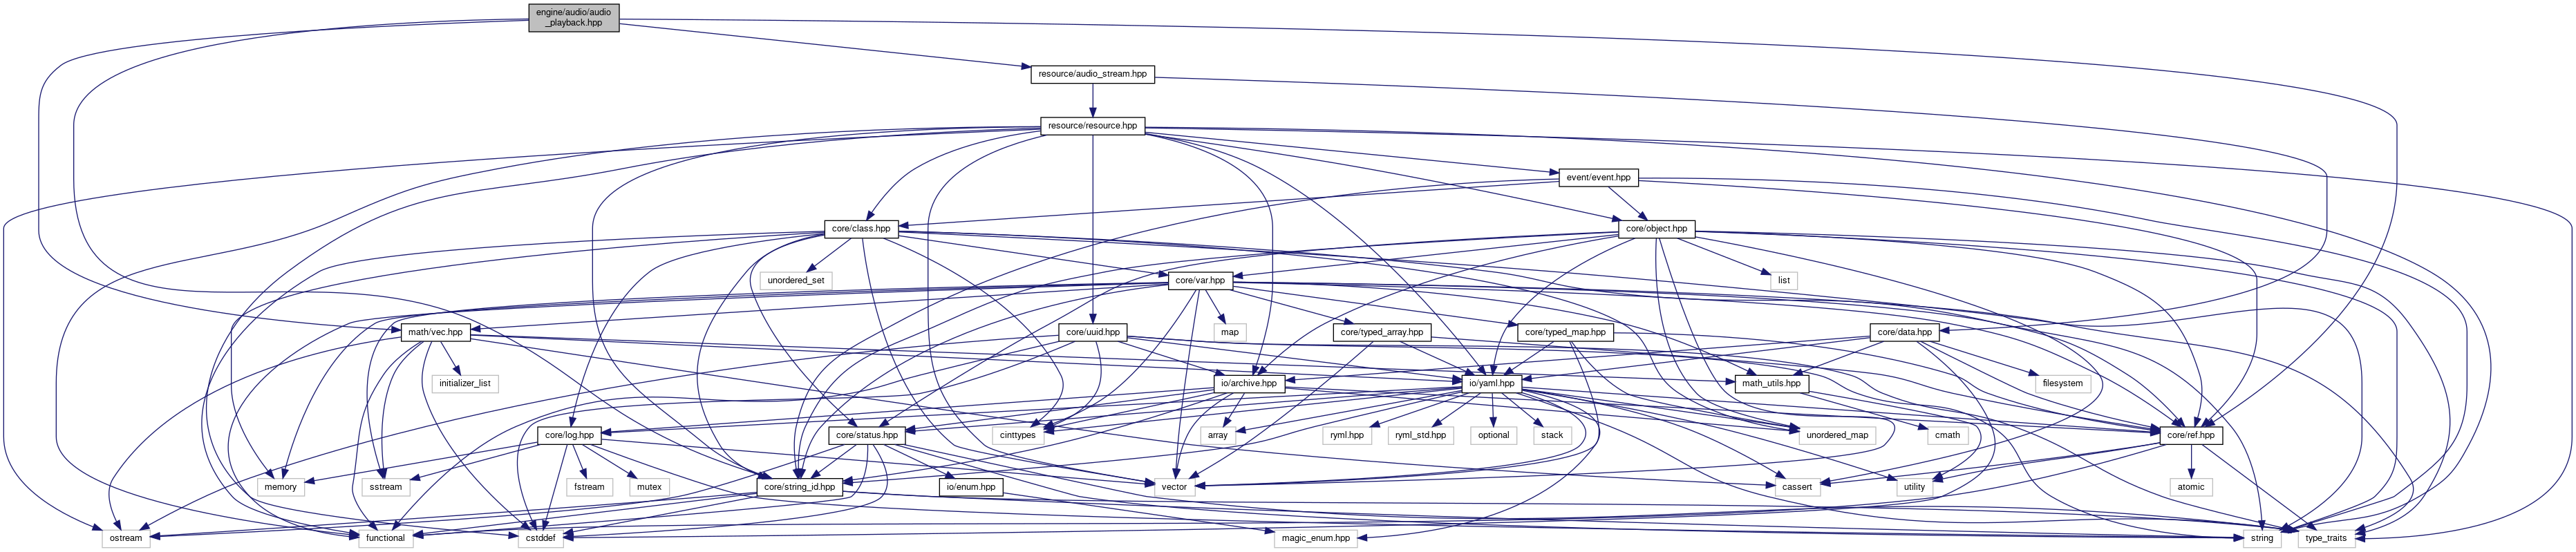 engine/audio/audio
_playback.hpp
resource/audio_stream.hpp
resource/resource.hpp
event/event.hpp
core/class.hpp
core/object.hpp
unordered_set
core/var.hpp
list
math/vec.hpp
core/uuid.hpp
map
core/typed_array.hpp
core/typed_map.hpp
core/data.hpp
initializer_list
io/archive.hpp
io/yaml.hpp
math_utils.hpp
filesystem
core/log.hpp
core/status.hpp
cinttypes
array
ryml.hpp
ryml_std.hpp
optional
stack
unordered_map
cmath
core/ref.hpp
memory
sstream
fstream
mutex
core/string_id.hpp
io/enum.hpp
vector
cassert
utility
atomic
ostream
functional
cstddef
magic_enum.hpp
string
type_traits